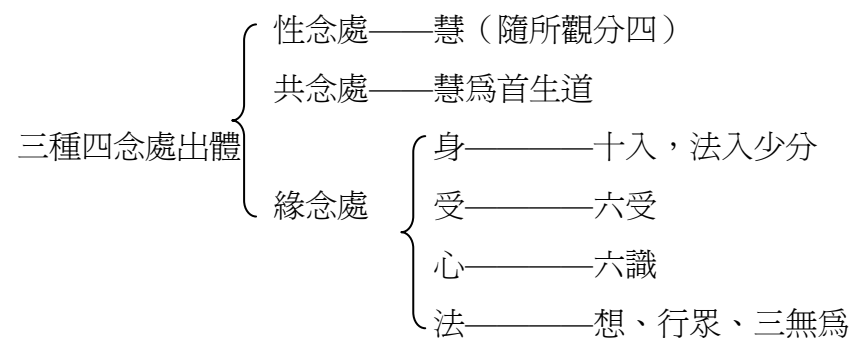 性念處——慧（隨所觀分四）
共念處——慧爲首生道
三種四念處出體
身————十入，法入少分
緣念處
受————六受
心————六識
法————想、行眾、三無爲